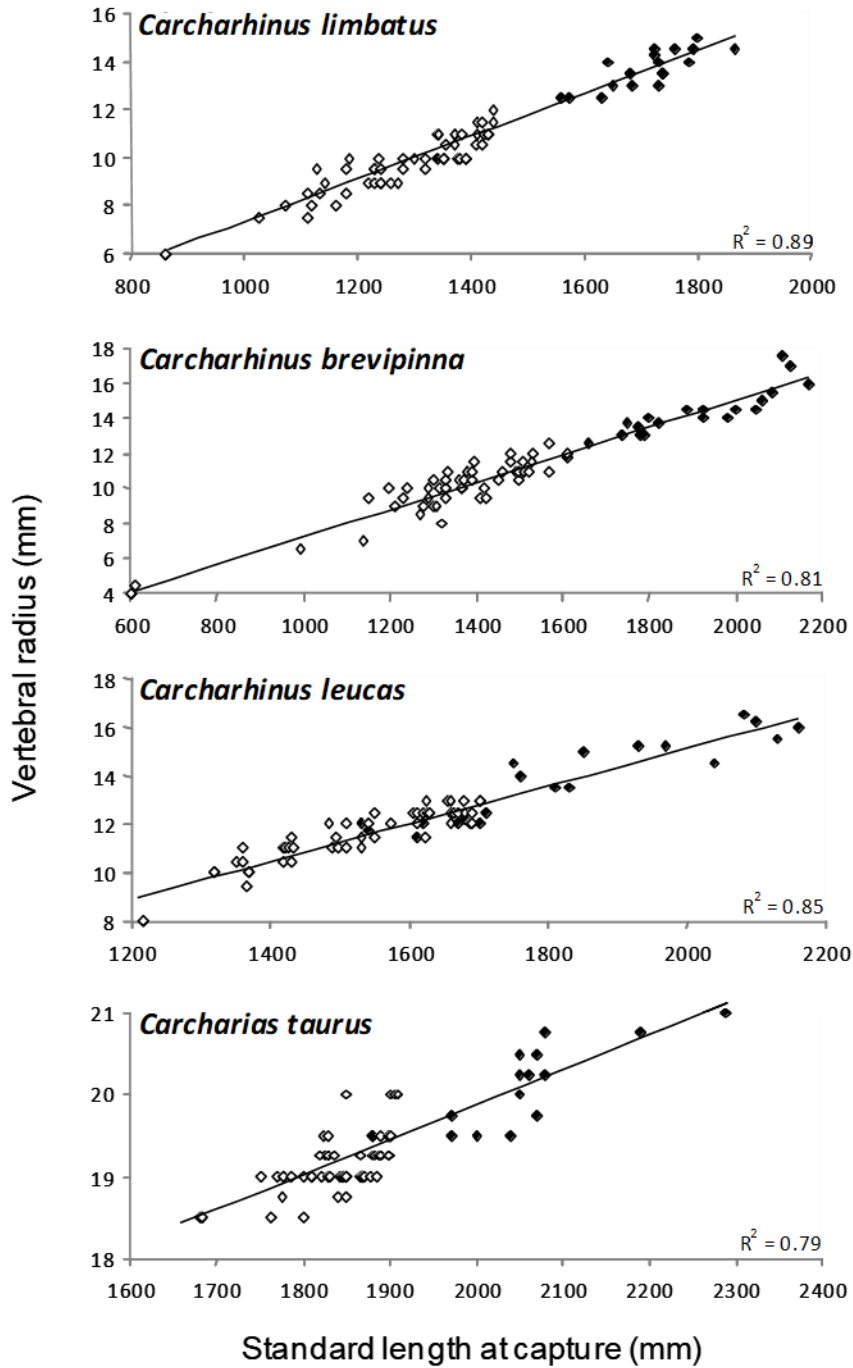 Carcharhinus limbatus
16
14
12
10
8
6
R² = 0.89
800 1000 1200 1400 1600 1800 2000
Carcharhinus brevipinna
18
16
14
12
10
8
6
4
R² = 0.81
600 800 1000 1200 1400 1600 1800 2000 2200
Carcharhinus leucas
18
16
14
12
10
8
R² = 0.85
1200 1400 1600 1800 2000 2200
Carcharias taurus
21
20
19
18
R² = 0.79
1600 1700 1800 1900 2000 2100 2200 2300 2400
Vertebral radius (mm)
Standard length at capture (mm)